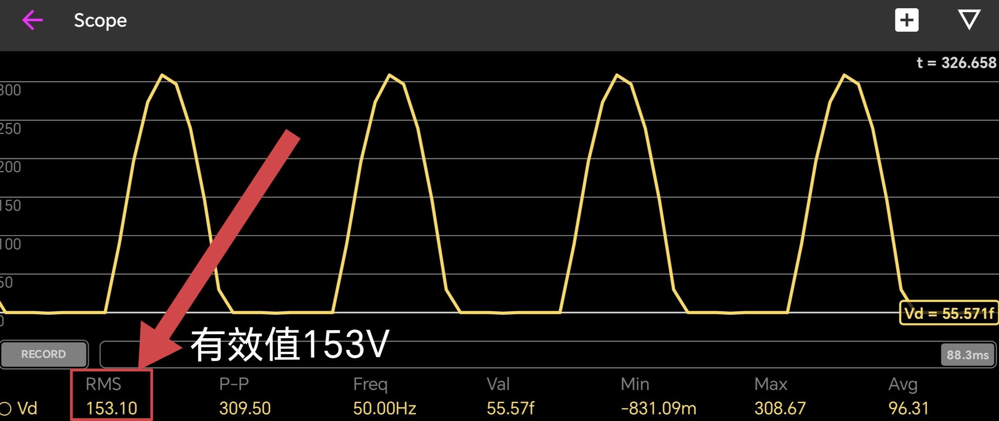 Scope
t = 326.658
300
250
200
150
100
50
0
Vd = 55.571f
有效值153V
RECORD
88.3ms
RMS P-P Freq Val Min Max Avg
Vd 153.10 309.50 50.00Hz 55.57f -831.09m 308.67 96.31